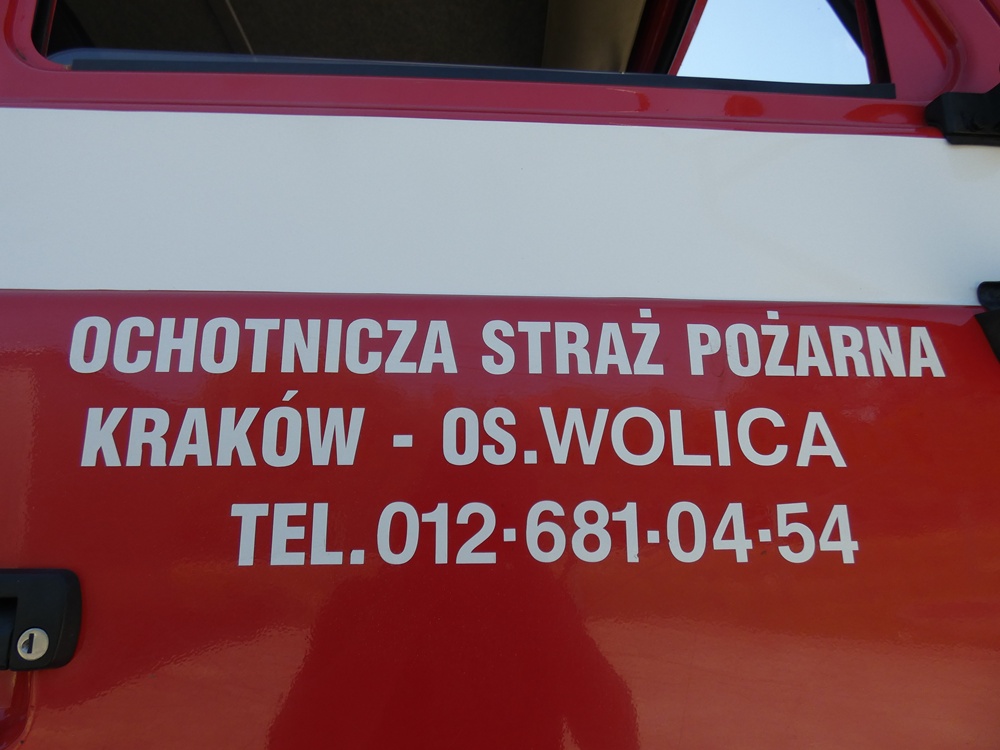 OCHOTNICZA STRAŻ POŻARNA
KRAKÓW - OS.WOLICA
TEL.012·681·04·54